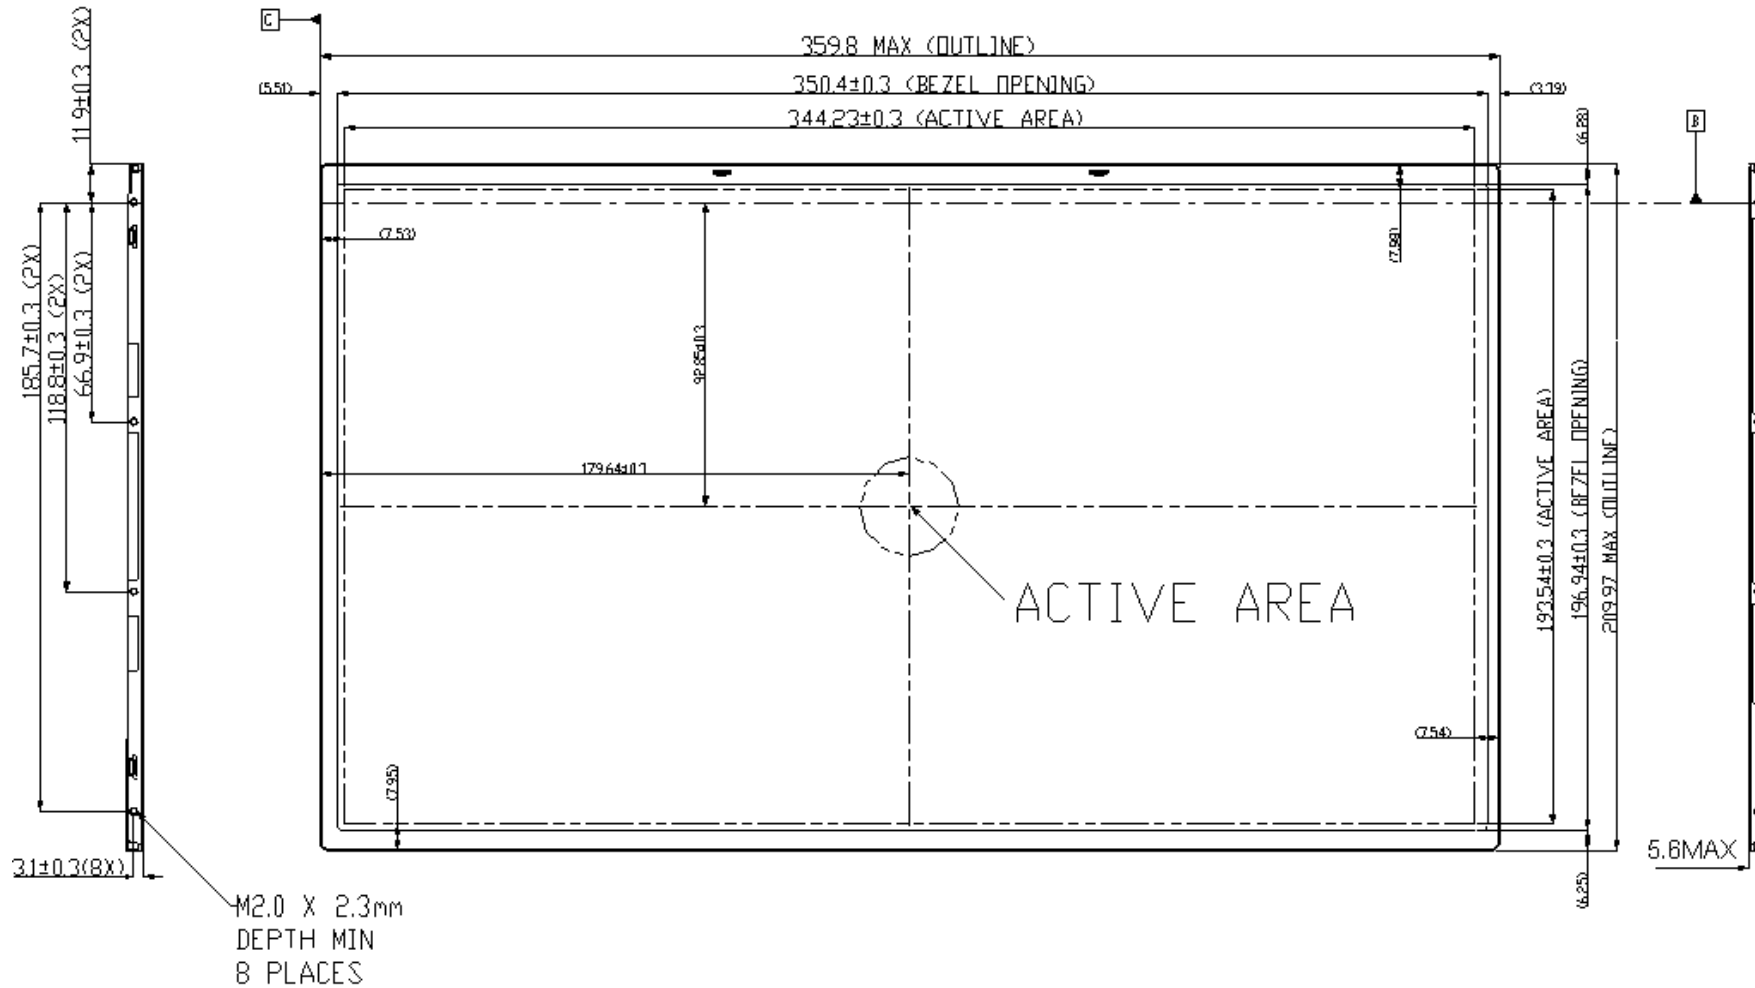 C
359.8 MAX (OUTLINE)
(5.51)
350.4±0.3 (BEZEL OPENING)
(3.79)
344.23±0.3 (ACTIVE AREA)
11.9±0.3 (2X)
(6.28)
B
(7.53)
(7.99)
185.7±0.3 (2X)
118.8±0.3 (2X)
66.9±0.3 (2X)
92.85±0.3
179.64±0.3
193.54±0.3 (ACTIVE AREA)
196.94±0.3 (BEZEL OPENING)
209.97 MAX (OUTLINE)
ACTIVE AREA
(7.54)
(7.95)
3.1±0.3(8X)
5.6MAX
(6.25)
M2.0 X 2.3mm
DEPTH MIN
8 PLACES